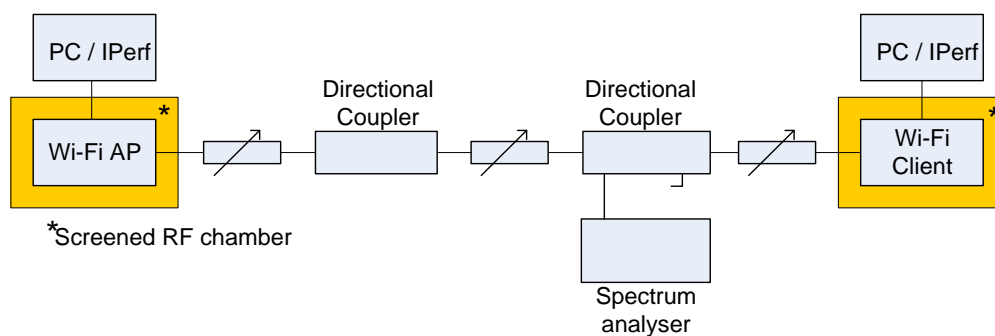 PC / IPerf
PC / IPerf
Directional
Coupler
Directional
Coupler
*
*
Wi-Fi AP
Wi-Fi
Client
*Screened RF chamber
Spectrum
analyser